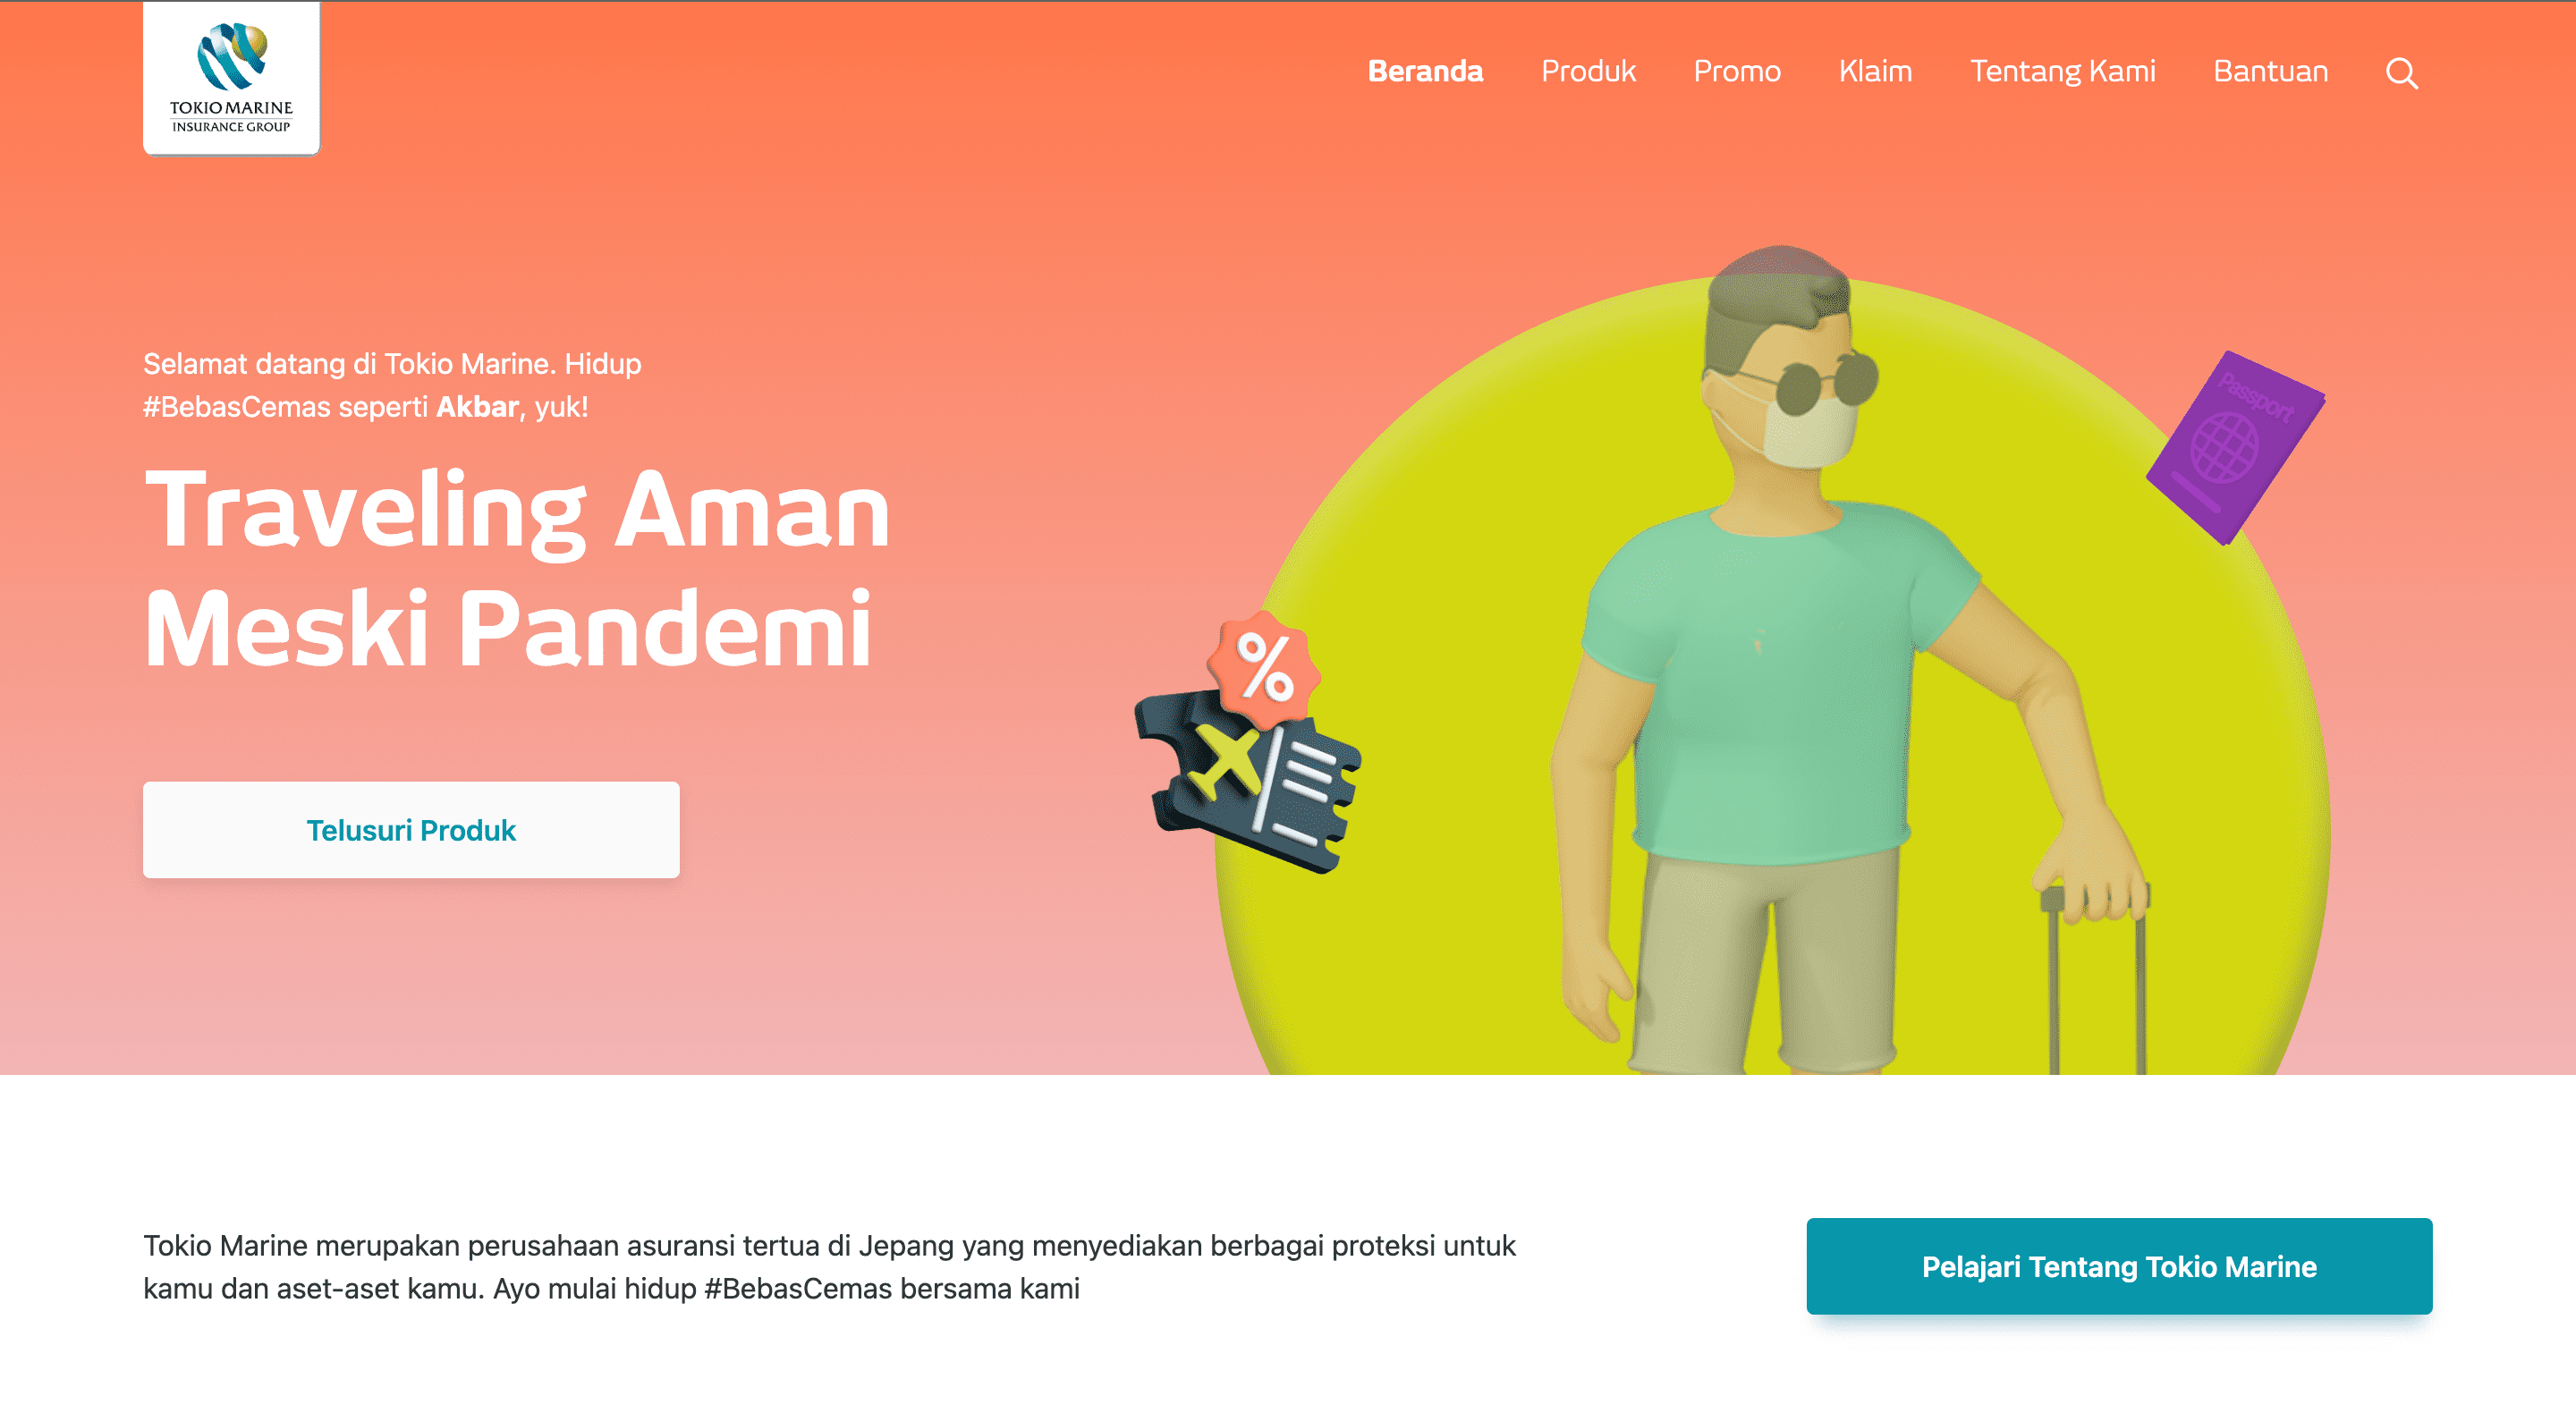 TOKIO MARINE
INSURANCE GROUP
Beranda
Produk
Promo
Klaim
Tentang Kami
Bantuan
Selamat datang di Tokio Marine. Hidup
#BebasCemas seperti Akbar, yuk!
Traveling Aman
Meski Pandemi
Passport
%
Telusuri Produk
Tokio Marine merupakan perusahaan asuransi tertua di Jepang yang menyediakan berbagai proteksi untuk
kamu dan aset-aset kamu. Ayo mulai hidup #BebasCemas bersama kami
Pelajari Tentang Tokio Marine